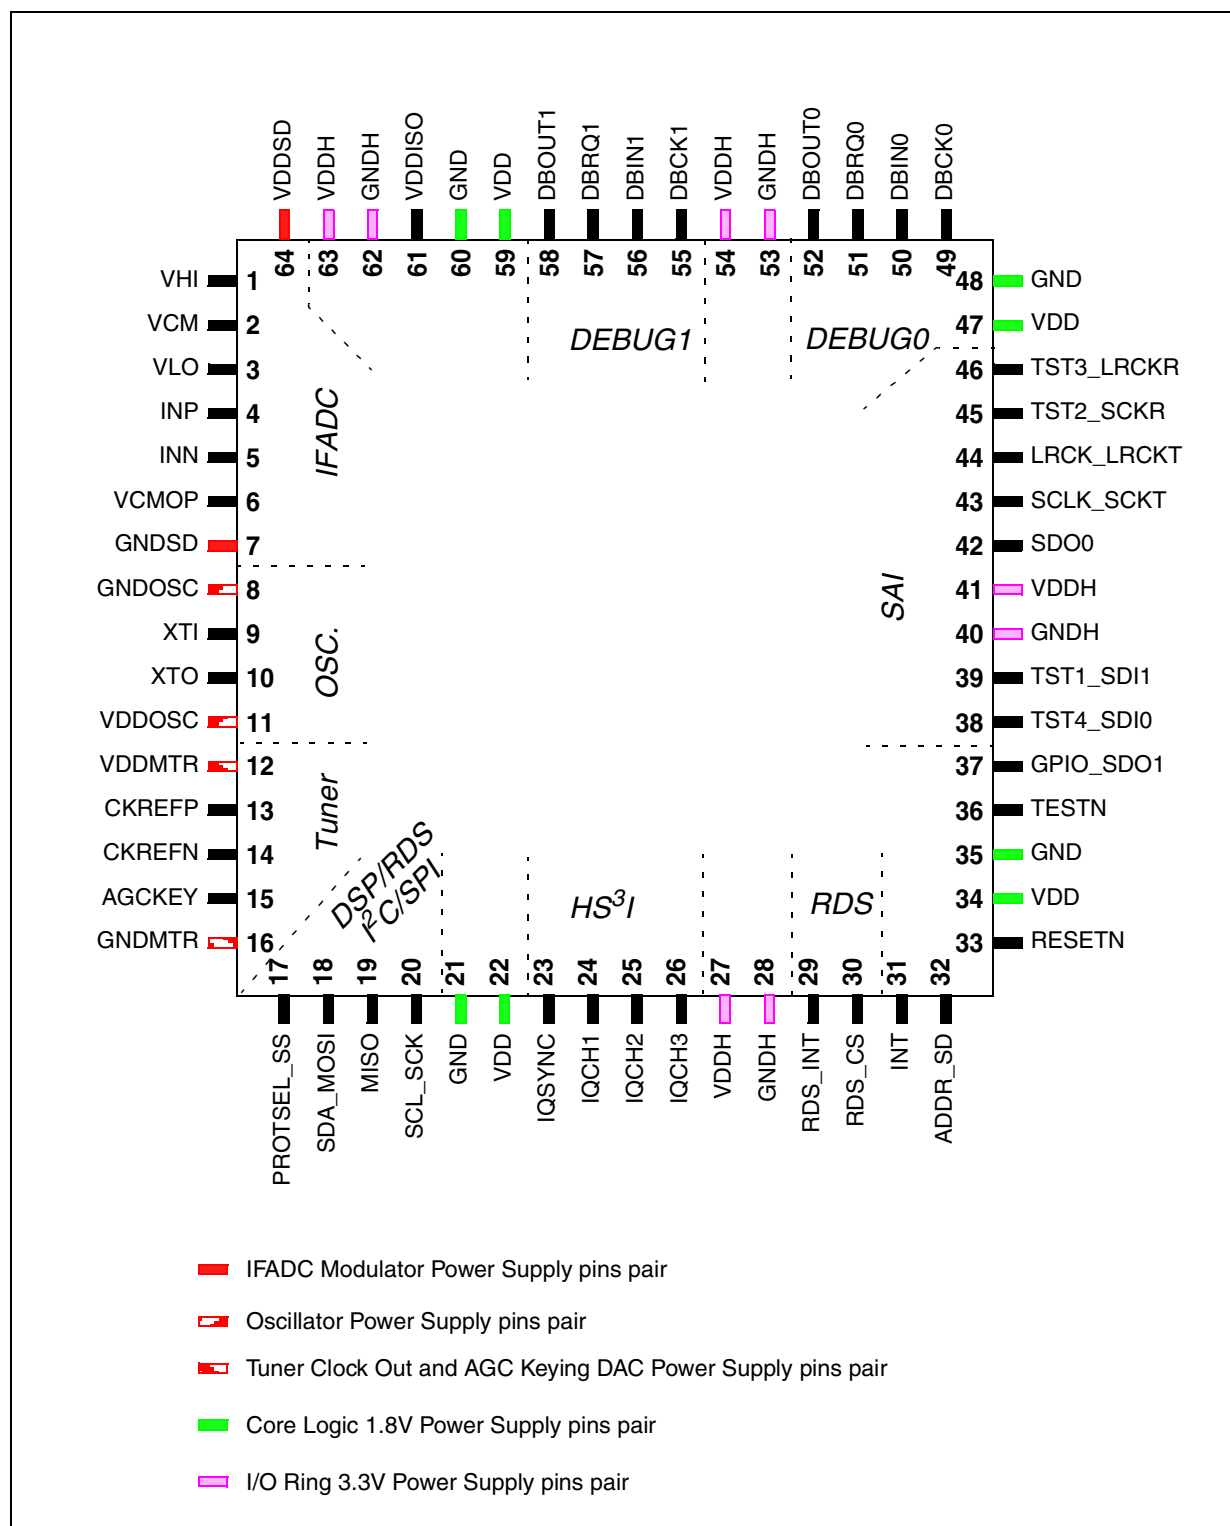 VDDSD
VDDH
GNDH
VDDISO
GND
VDD
DBOUT1
DBRQ1
DBIN1
DBCK1
VDDH
GNDH
DBOUT0
DBRQ0
DBIN0
DBCK0
64
63
62
61
60
59
58
57
56
55
54
53
52
51
50
49
VHI 1
VCM 2
VLO 3
INP 4
INN 5
VCMOP 6
GNDSD 7
GNDOSC 8
XTI 9
XTO 10
VDDOSC 11
VDDMTR 12
CKREFP 13
CKREFN 14
AGCKEY 15
GNDMTR 16
IFADC
OSC.
Tuner
DSP/RDS
I²C/SPI
DEBUG1
DEBUG0
SAI
HS³I
RDS
48 GND
47 VDD
46 TST3_LRCKR
45 TST2_SCKR
44 LRCK_LRCKT
43 SCLK_SCKT
42 SDO0
41 VDDH
40 GNDH
39 TST1_SDI1
38 TST4_SDI0
37 GPIO_SDO1
36 TESTN
35 GND
34 VDD
33 RESETN
17
18
19
20
21
22
23
24
25
26
27
28
29
30
31
32
PROTSEL_SS
SDA_MOSI
MISO
SCL_SCK
GND
VDD
IQSYNC
IQCH1
IQCH2
IQCH3
VDDH
GNDH
RDS_INT
RDS_CS
INT
ADDR_SD
IFADC Modulator Power Supply pins pair
Oscillator Power Supply pins pair
Tuner Clock Out and AGC Keying DAC Power Supply pins pair
Core Logic 1.8V Power Supply pins pair
I/O Ring 3.3V Power Supply pins pair